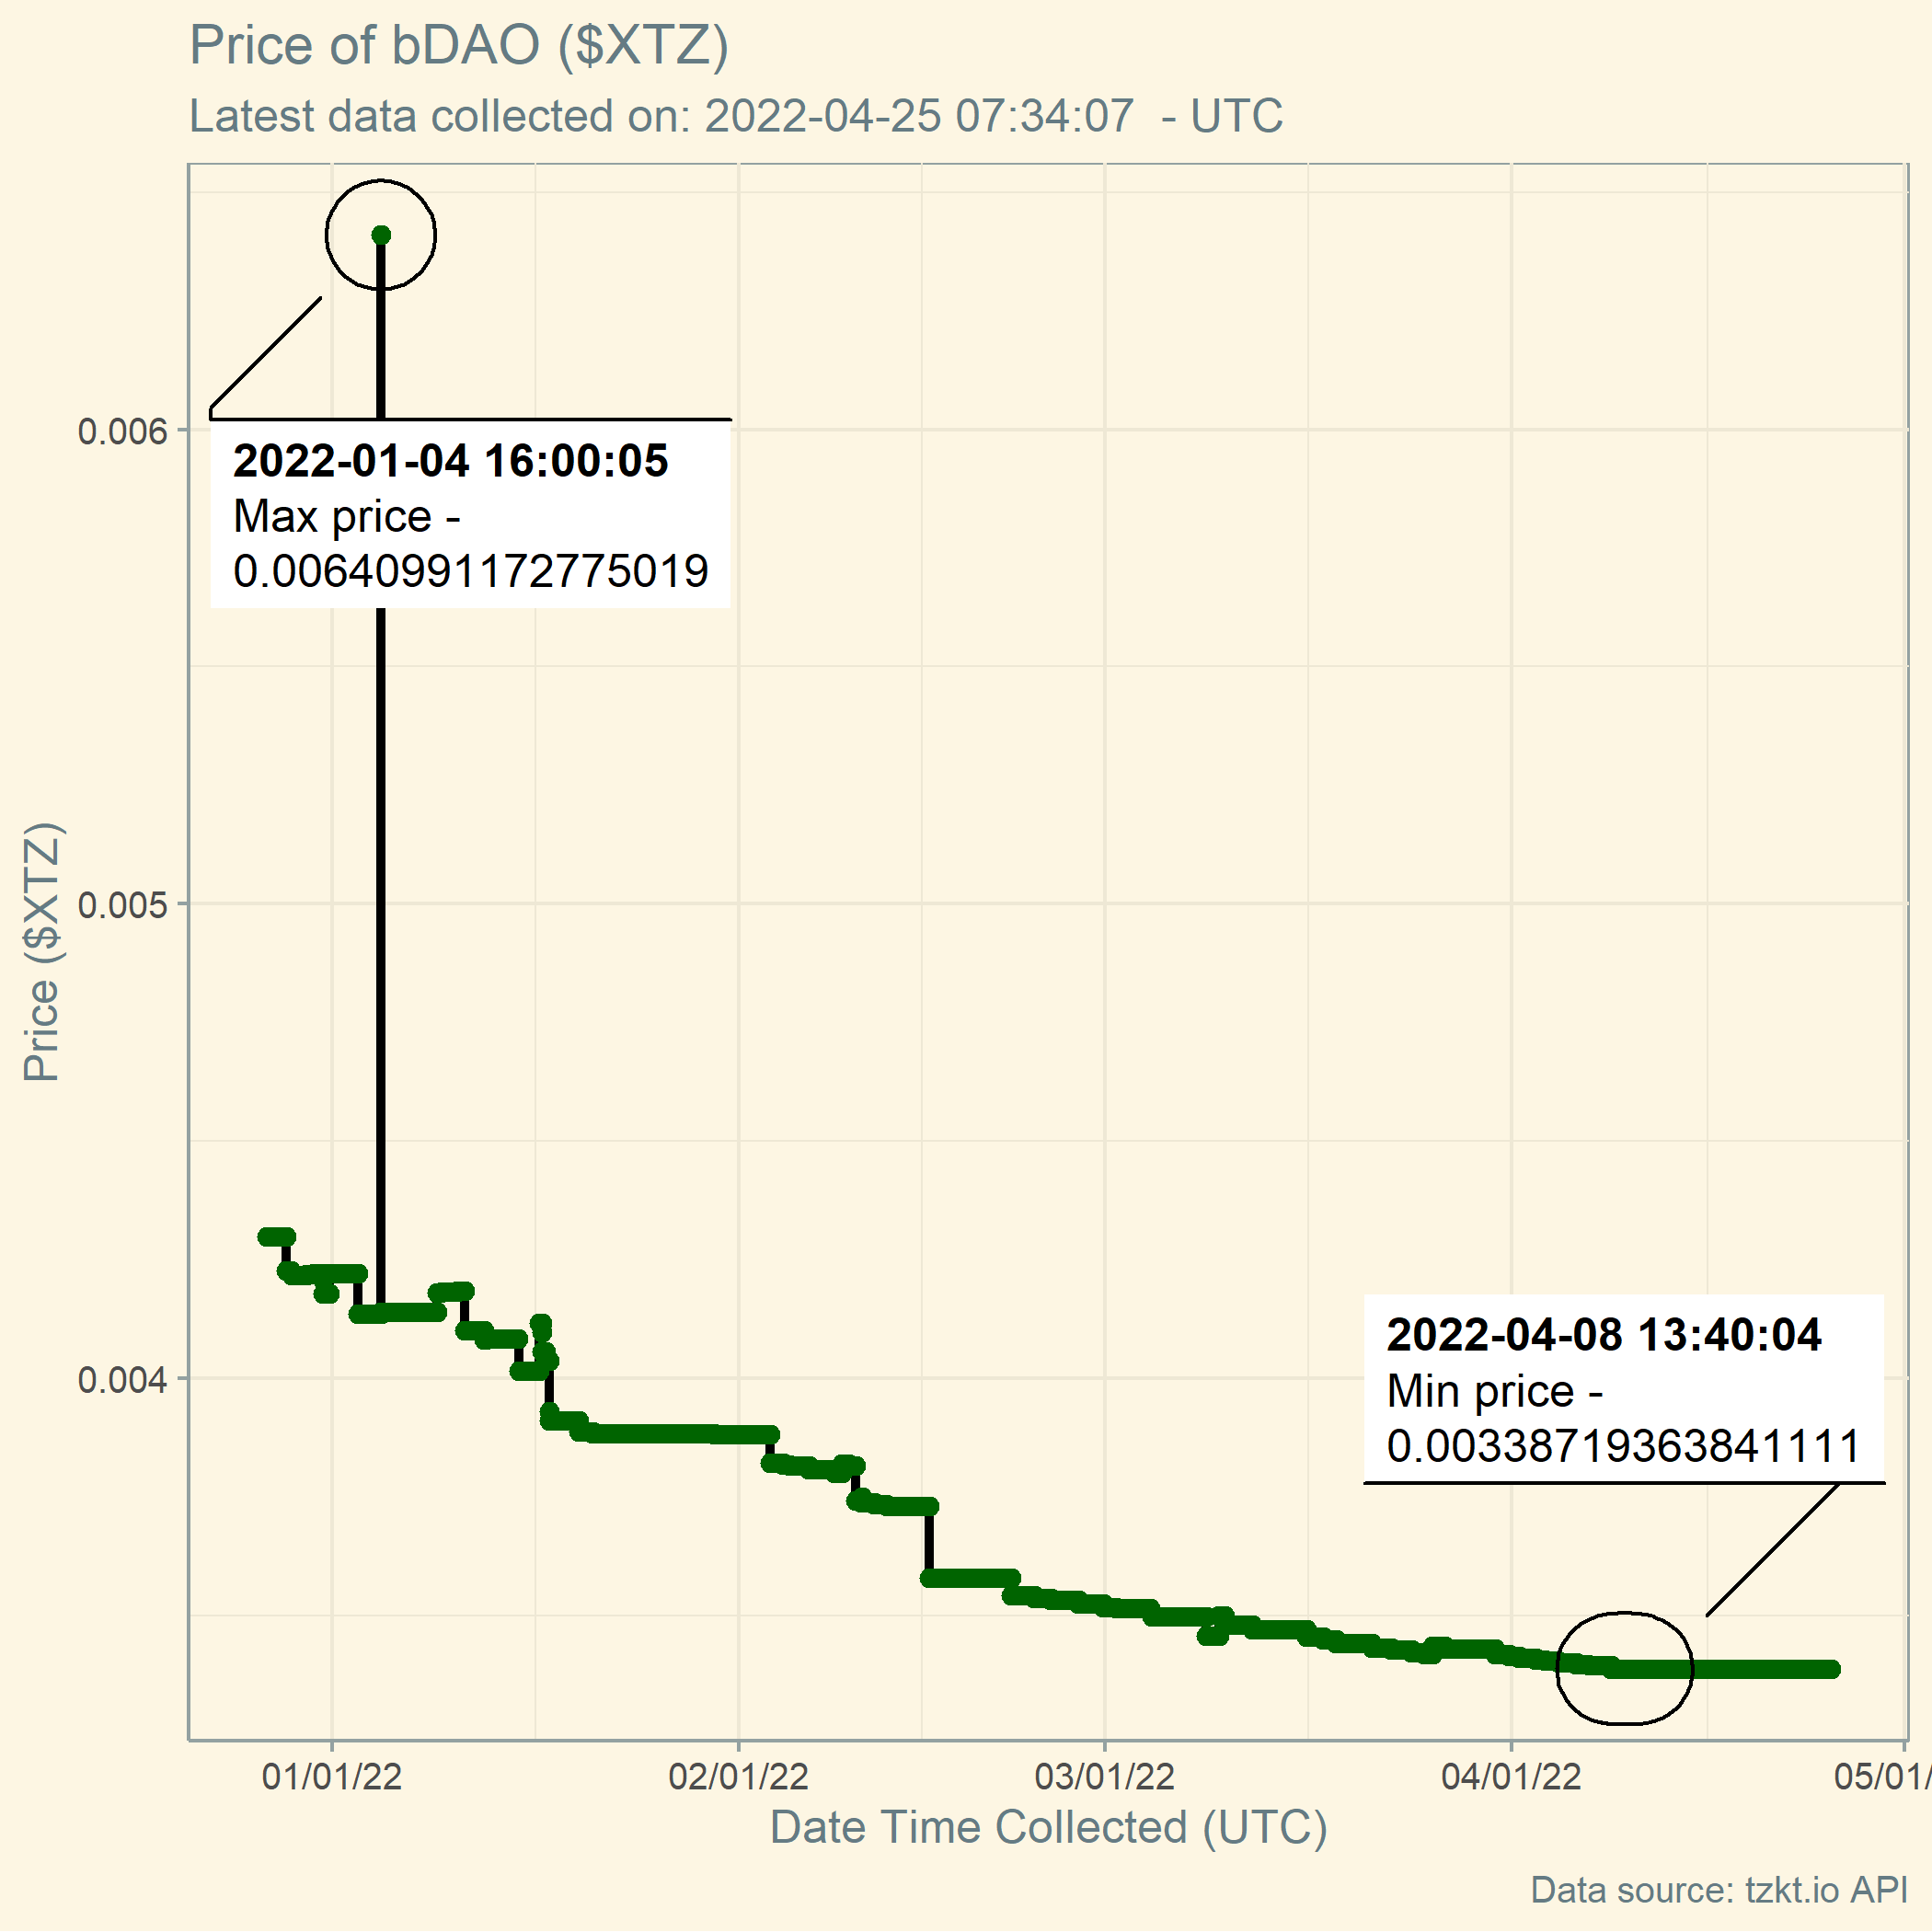 Price of bDAO ($XTZ)
Latest data collected on: 2022-04-25 07:34:07  - UTC
Price ($XTZ)
0.006
0.005
0.004
2022-01-04 16:00:05
Max price -
0.00640991172775019
2022-04-08 13:40:04
Min price -
0.00338719363841111
01/01/22
02/01/22
03/01/22
04/01/22
05/01/
Date Time Collected (UTC)
Data source: tzkt.io API